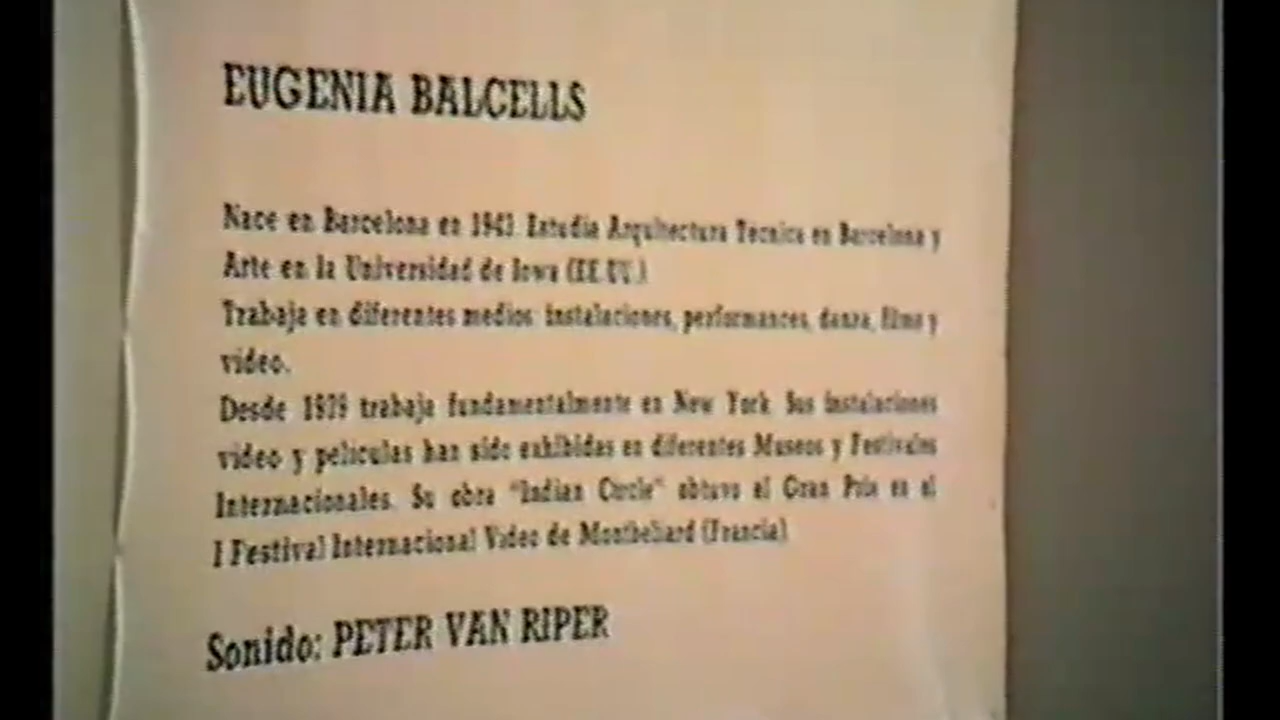 EUGENIA BALCELLS
Nace en Barcelona en 1943. Estudia Arquitectura Tecnica en Barcelona y
Arte en la Universidad de Iowa (EE.UU.)
Trabaja en diferentes medios: instalaciones, performances, danza, films y
video.
Desde 1979 trabaja fundamentalmente en New York. Sus instalaciones
video y peliculas han sido exhibidas en diferentes Museos y Festivales
Internacionales. Su obra "Indian Circle" obtuvo el Gran Prix en el
I Festival Internacional Video de Montbeliard (Francia)
Sonido: PETER VAN RIPER